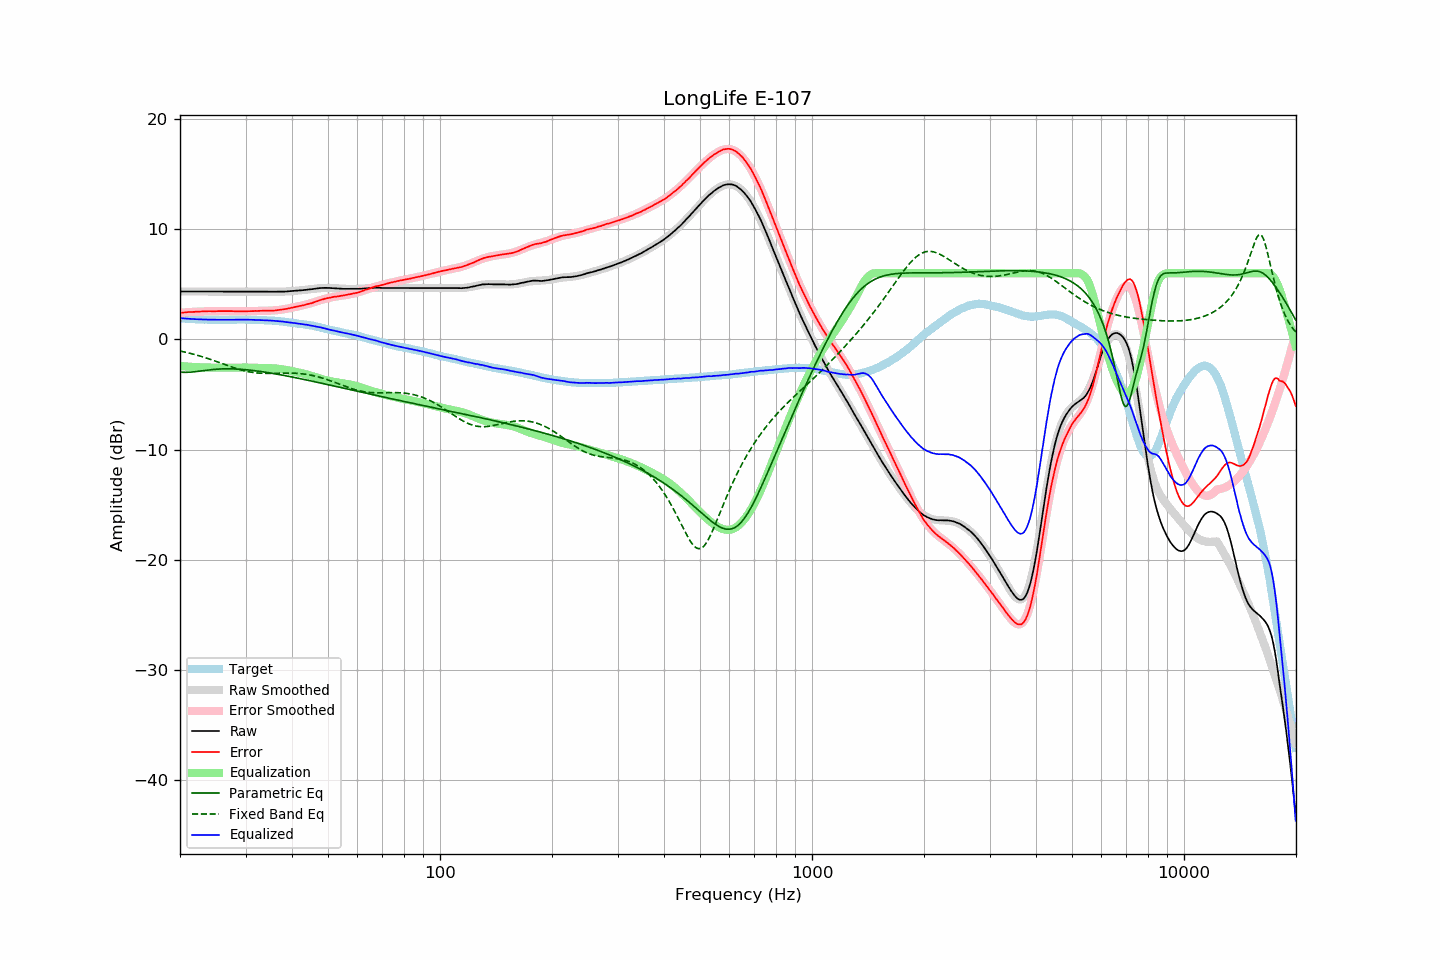 LongLife E-107
20
10
0
−10
−20
−30
−40
Amplitude (dBr)
100
1000
10000
Frequency (Hz)
Target
Raw Smoothed
Error Smoothed
Raw
Error
Equalization
Parametric Eq
Fixed Band Eq
Equalized